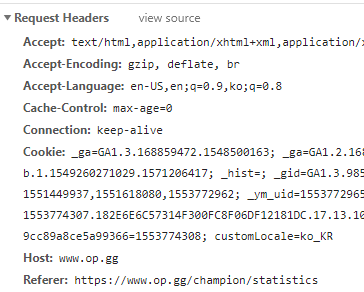 Request Headers view source
Accept: text/html,application/xhtml+xml,application/x
Accept-Encoding: gzip, deflate, br
Accept-Language: en-US,en;q=0.9,ko;q=0.8
Cache-Control: max-age=0
Connection: keep-alive
Cookie: _ga=GA1.3.168859472.1548500163; _ga=GA1.2.168
b.1.1549260271029.1571206417; _hist=; _gid=GA1.3.985
1551449937,1551618080,1553772962; _ym_uid=1553772965
1553774307.182E6E6C57314F300FC8F06DF12181DC.17.13.10
9cc89a8ce5a99366=1553774308; customLocale=ko_KR
Host: www.op.gg
Referer: https://www.op.gg/champion/statistics